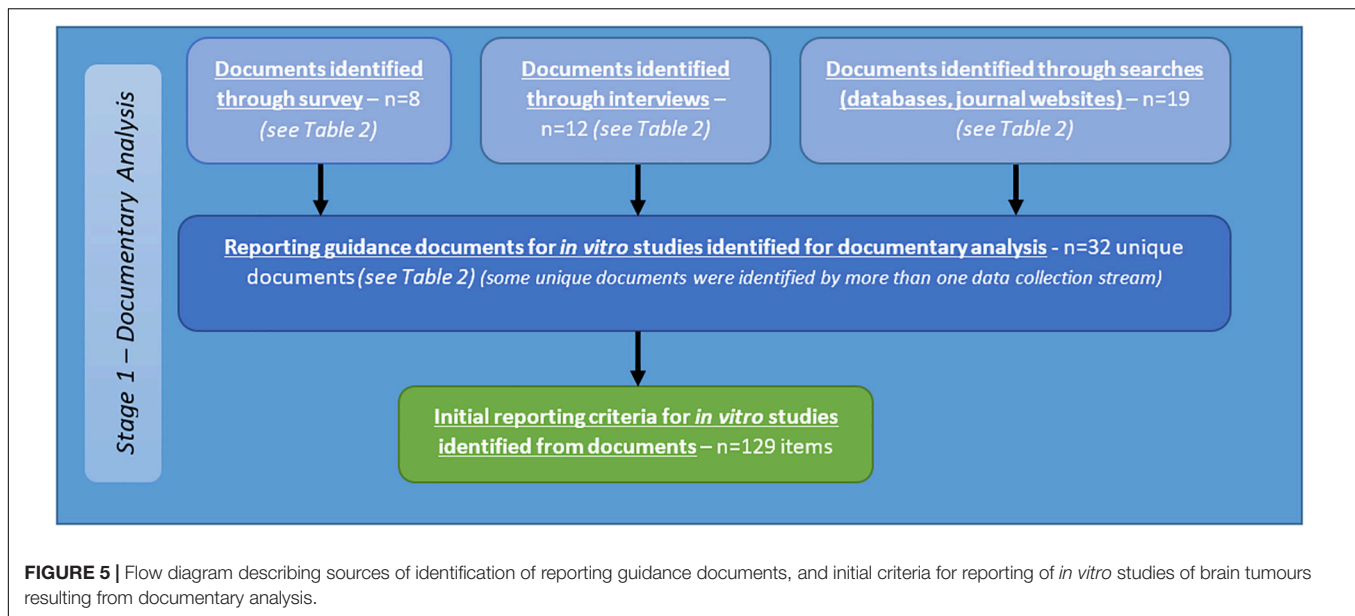 Stage 1 – Documentary Analysis
Documents identified
through survey – n=8
(see Table 2)
Documents identified
through interviews –
n=12 (see Table 2)
Documents identified through searches
(databases, journal websites) – n=19
(see Table 2)
Reporting guidance documents for in vitro studies identified for documentary analysis - n=32 unique
documents (see Table 2) (some unique documents were identified by more than one data collection stream)
Initial reporting criteria for in vitro studies
identified from documents – n=129 items
FIGURE 5 | Flow diagram describing sources of identification of reporting guidance documents, and initial criteria for reporting of in vitro studies of brain tumours
resulting from documentary analysis.